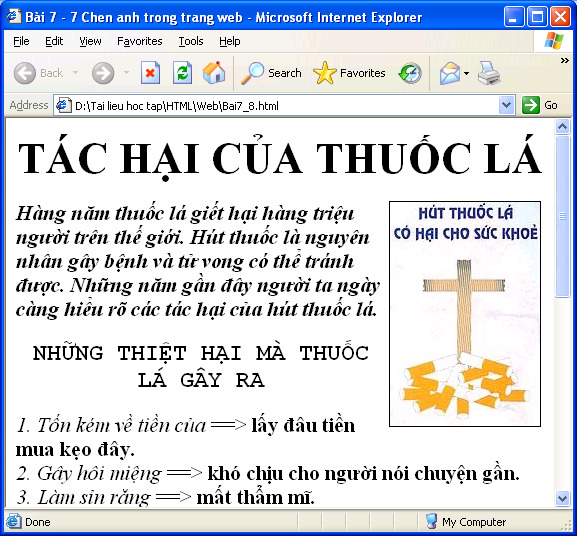 Bài 7 - 7 Chen anh trong trang web - Microsoft Internet Explorer
File Edit View Favorites Tools Help
Back Search Favorites
Address D:\Tai lieu hoc tap\HTML\Web\Bai7_8.html Go
TÁC HẠI CỦA THUỐC LÁ
Hàng năm thuốc lá giết hại hàng triệu
người trên thế giới. Hút thuốc là nguyên
nhân gây bệnh và tử vong có thể tránh
được. Những năm gần đây người ta ngày
càng hiểu rõ các tác hại của hút thuốc lá.
HÚT THUỐC LÁ
CÓ HẠI CHO SỨC KHOẺ
NHỮNG THIỆT HẠI MÀ THUỐC
LÁ GÂY RA
1. Tốn kém về tiền của ==> lấy đâu tiền
mua kẹo đây.
2. Gây hôi miệng ==> khó chịu cho người nói chuyện gần.
3. Làm sin răng ==> mất thẩm mĩ.
Done My Computer